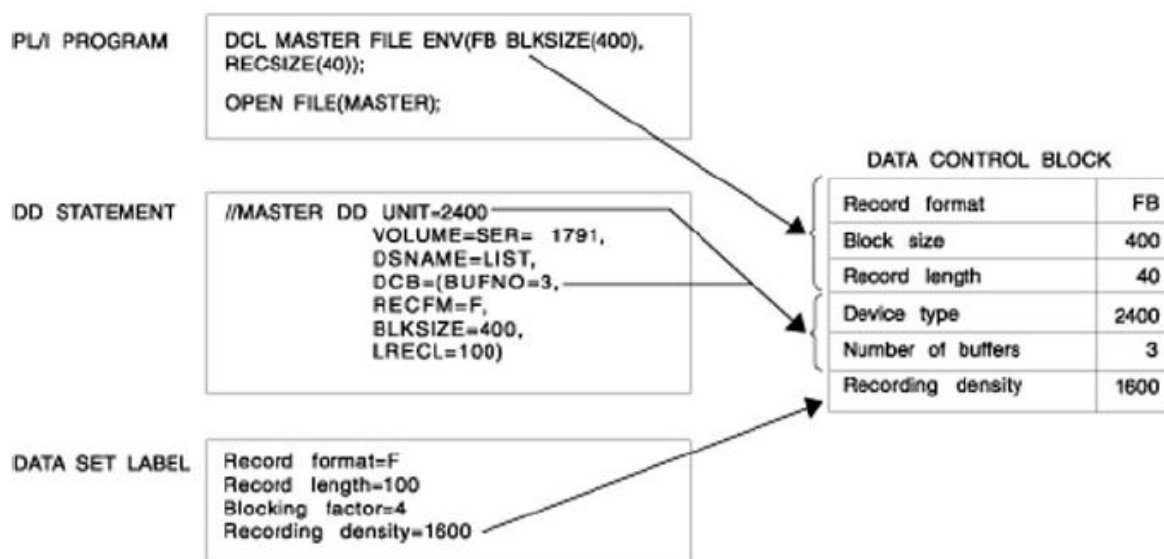 PL/I PROGRAM
DCL MASTER FILE ENV(FB BLKSIZE(400),
RECSIZE(40));
OPEN FILE(MASTER);
DD STATEMENT
//MASTER DD UNIT=2400
VOLUME=SER= 1791,
DSNAME=LIST,
DCB=(BUFNO=3,
RECFM=F,
BLKSIZE=400,
LRECL=100)
DATA SET LABEL
Record format=F
Record length=100
Blocking factor=4
Recording density=1600
DATA CONTROL BLOCK
Record format FB
Block size 400
Record length 40
Device type 2400
Number of buffers 3
Recording density 1600